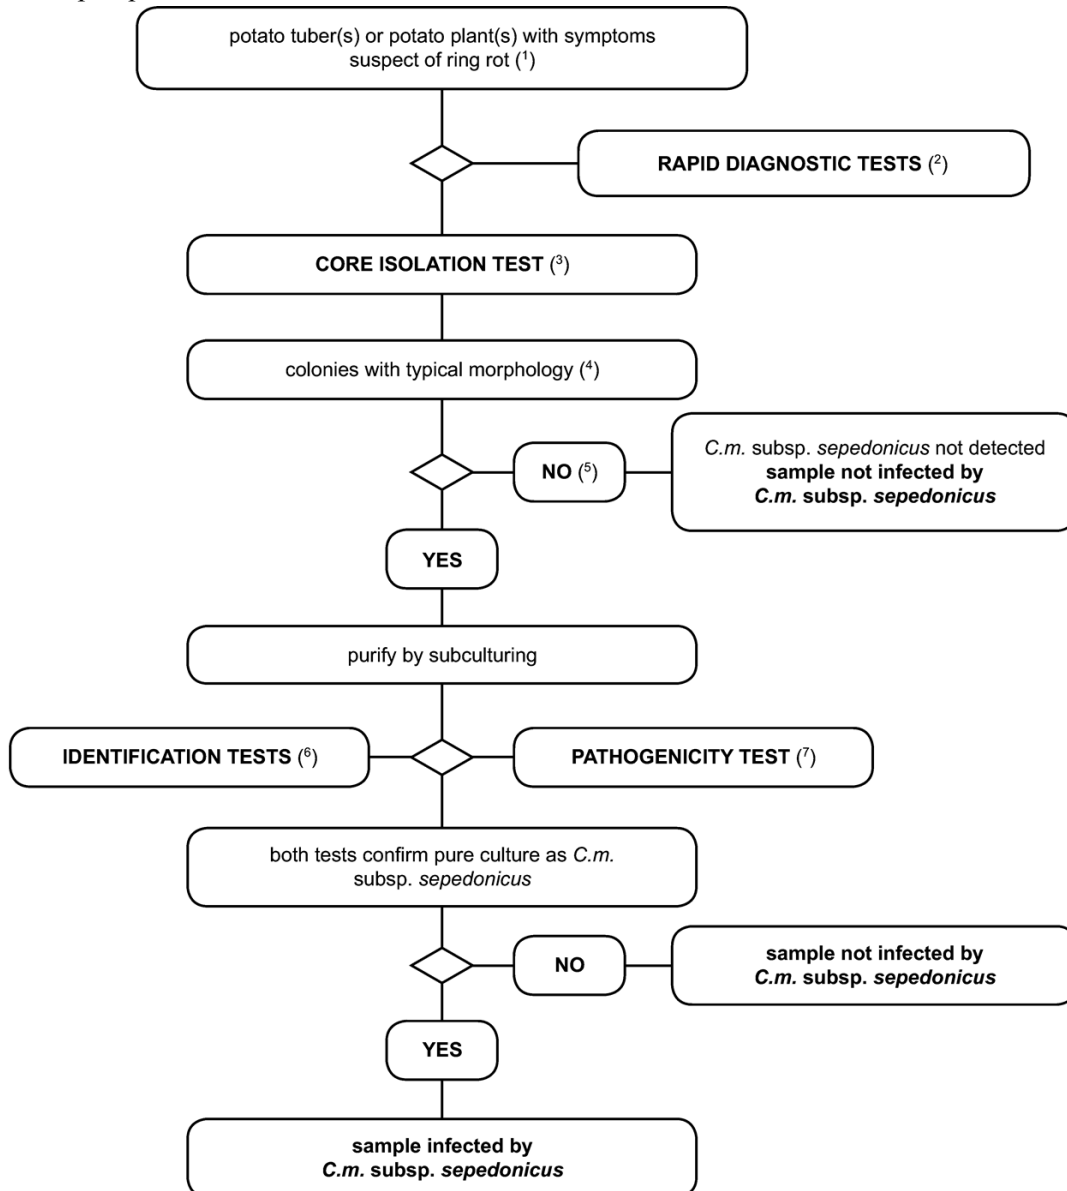 potato tuber(s) or potato plant(s) with symptoms
suspect of ring rot (1)
RAPID DIAGNOSTIC TESTS (2)
CORE ISOLATION TEST (3)
colonies with typical morphology (4)
NO (5)
C.m. subsp. sepedonicus not detected
sample not infected by
C.m. subsp. sepedonicus
YES
purify by subculturing
IDENTIFICATION TESTS (6)
PATHOGENICITY TEST (7)
both tests confirm pure culture as C.m.
subsp. sepedonicus
NO
sample not infected by
C.m. subsp. sepedonicus
YES
sample infected by
C.m. subsp. sepedonicus